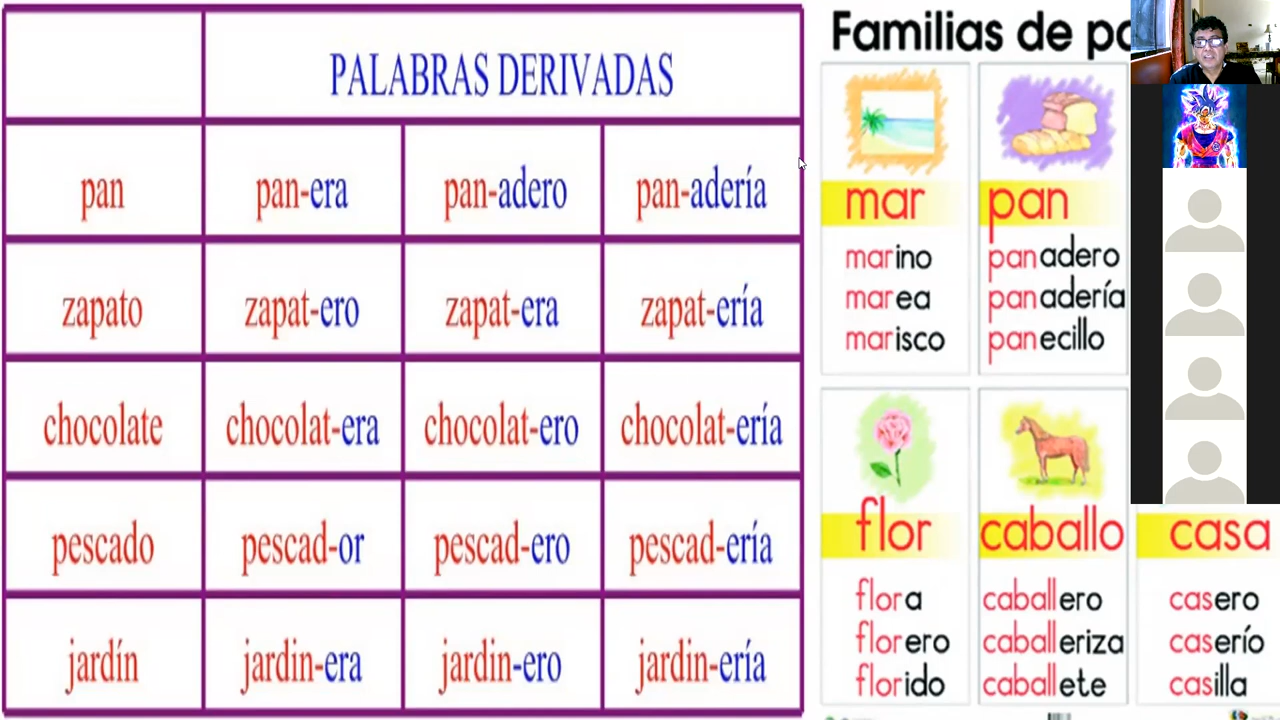 PALABRAS DERIVADAS
pan pan-era pan-adero pan-adería
zapato zapat-ero zapat-era zapat-ería
chocolate chocolat-era chocolat-ero chocolat-ería
pescado pescad-or pescad-ero pescad-ería
jardín jardin-era jardin-ero jardin-ería
Familias de
mar
marino
marea
marisco
pan
panadero
panadería
panecillo
flor
flora
florero
florido
caballo
caballero
caballeriza
caballete
casa
casero
caserío
casilla